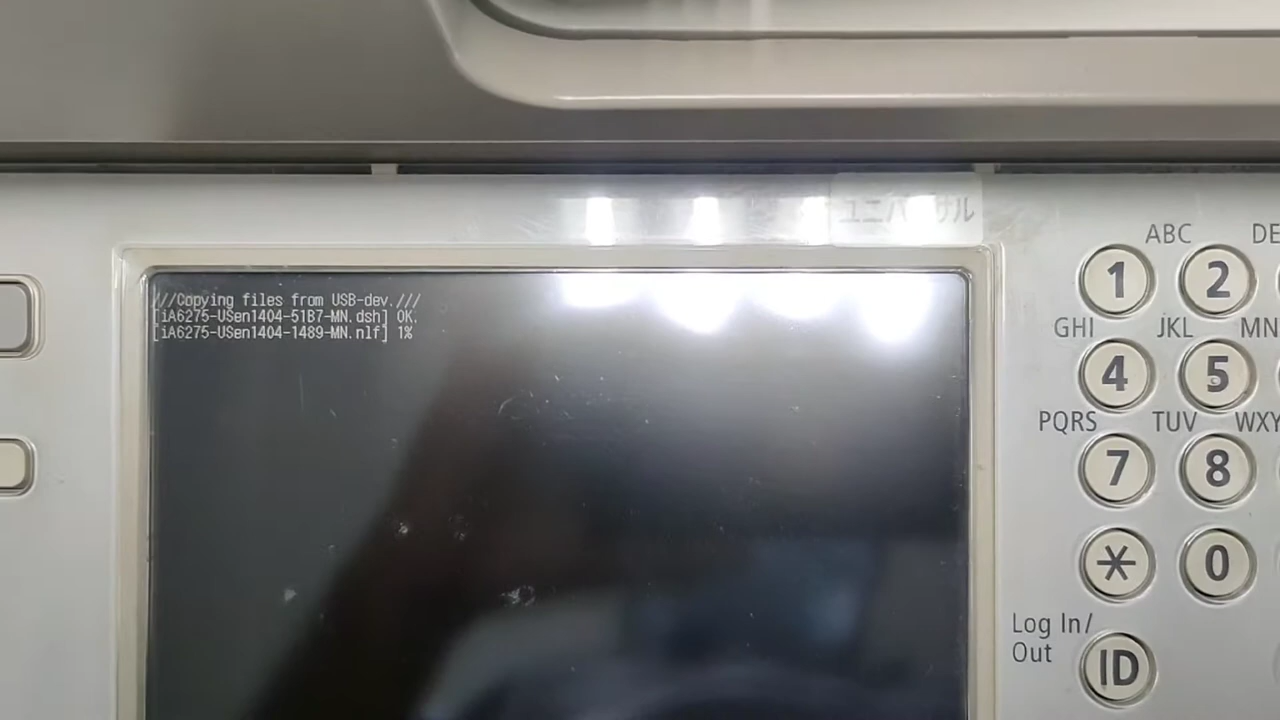 ユニバーサル
///Copying files from USB-dev.///
[iA6275-USen1404-51B7-MN.dsh] OK.
[iA6275-USen1404-1489-MN.nlf] 1%
ABC
1
2
GHI
JKL
4
5
PQRS
TUV
WXY
7
8
*
0
Log In/
Out
ID